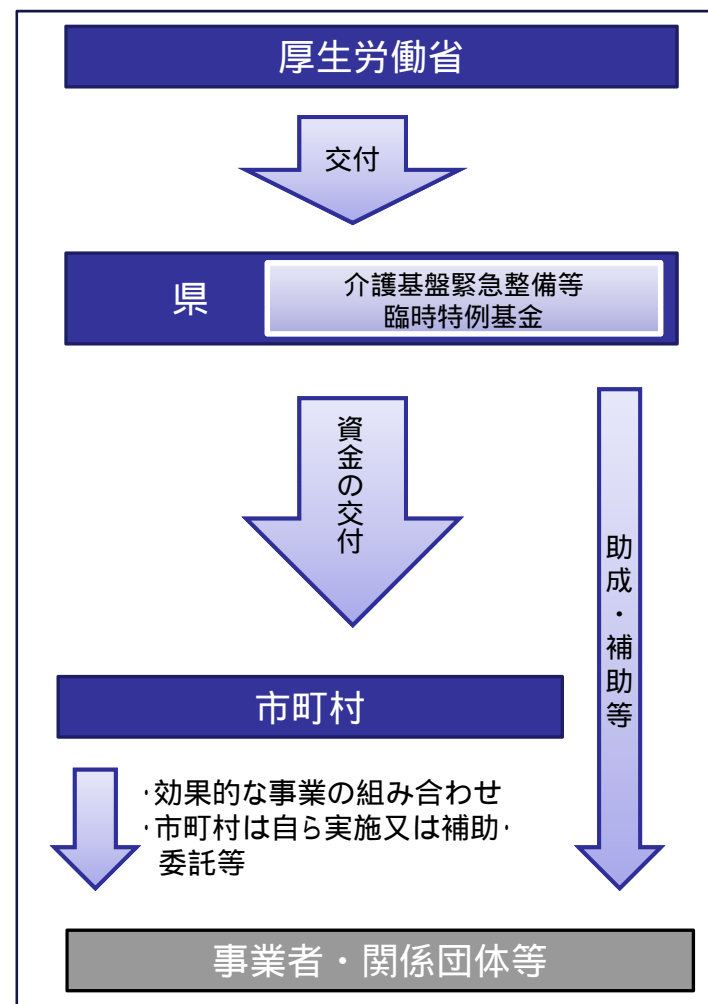 厚生労働省
交付
県
介護基盤緊急整備等
臨時特例基金
資金の交付
助成・補助等
市町村
・効果的な事業の組み合わせ
・市町村は自ら実施又は補助・
委託等
事業者・関係団体等